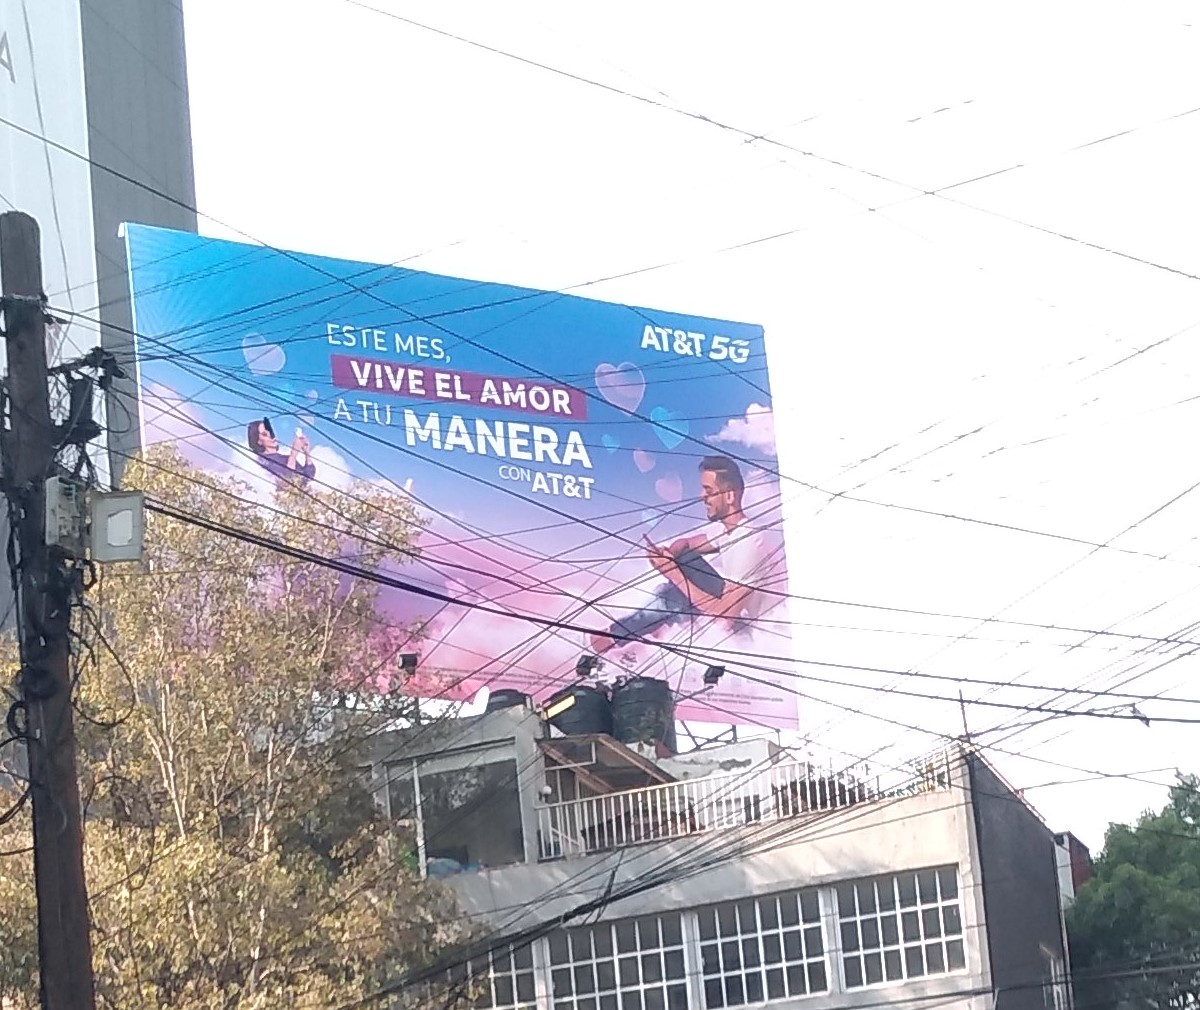 A
AT&T 5G
ESTE MES,
VIVE EL AMOR
A TU MANERA
CON AT&T